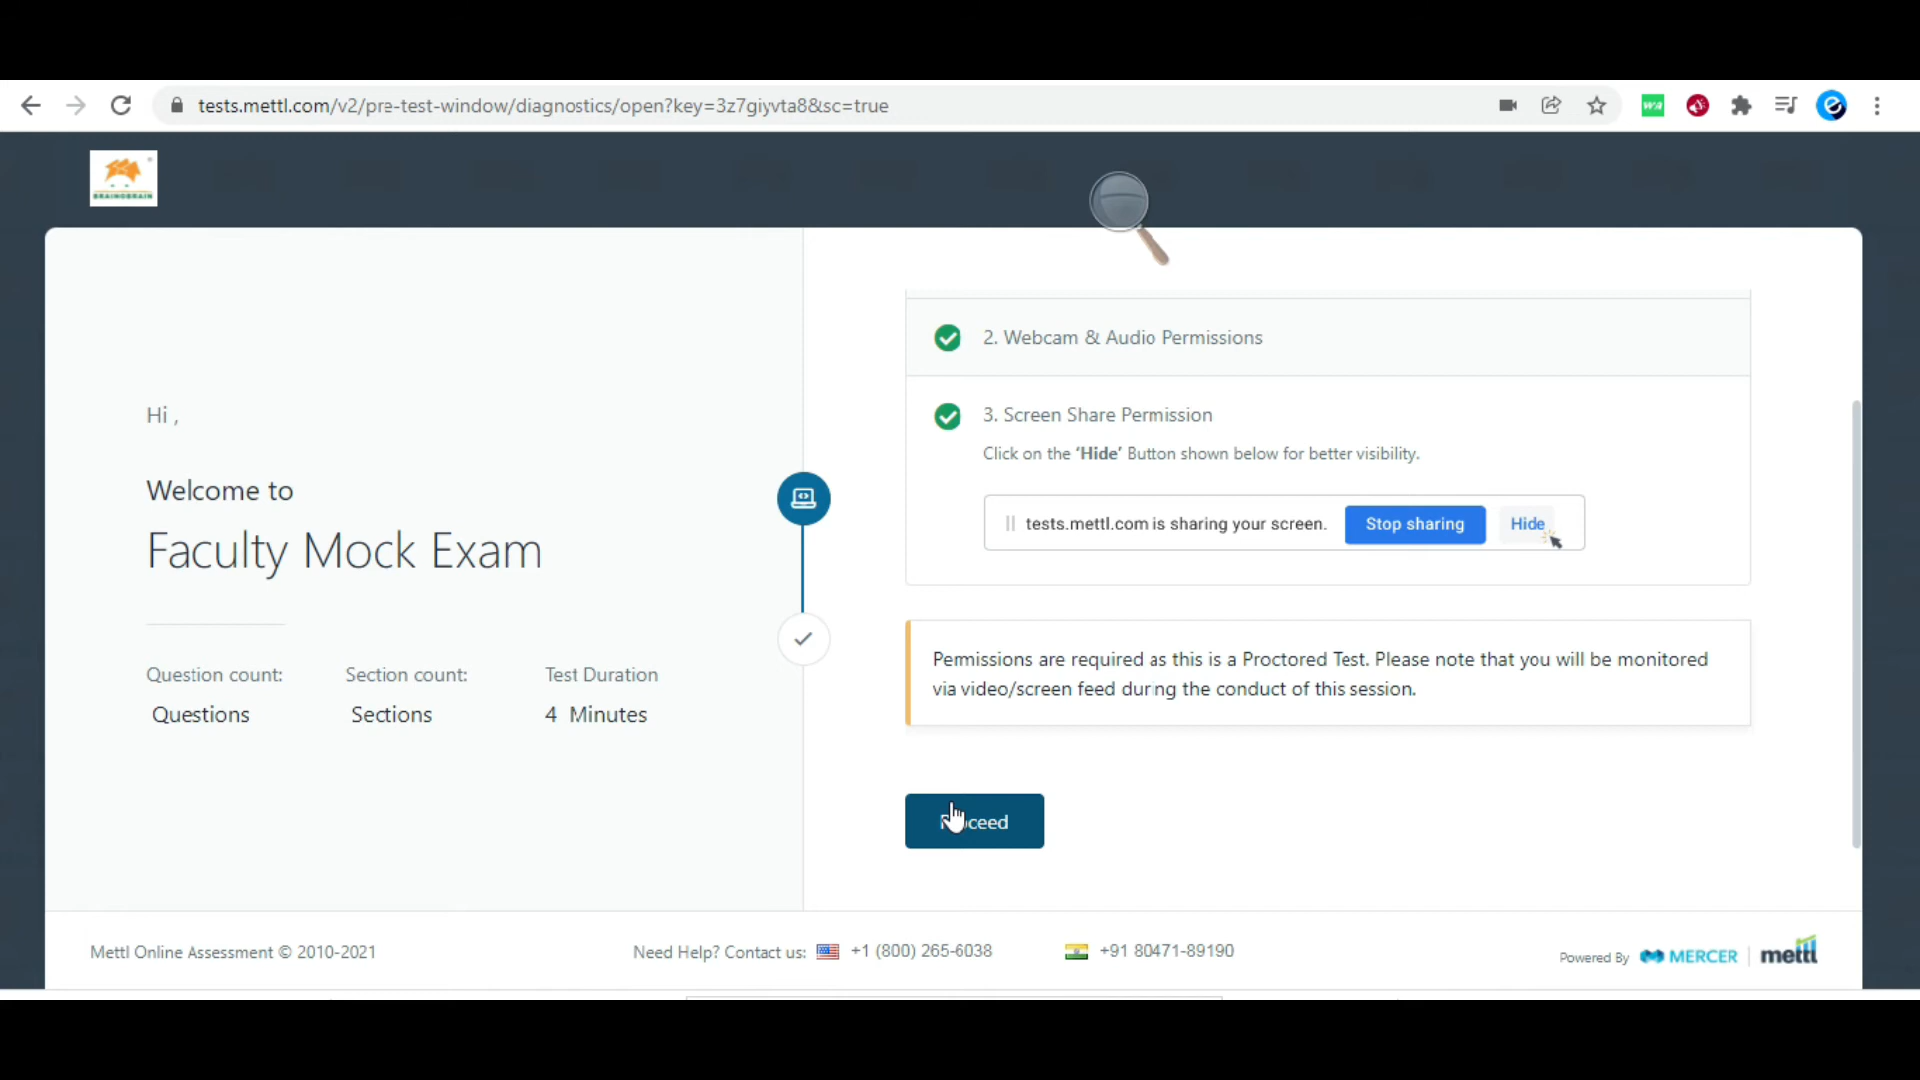 tests.mettl.com/v2/pre-test-window/diagnostics/open?key=3z7giyvta8&sc=true
BRAINOBRAIN
2. Webcam & Audio Permissions
3. Screen Share Permission
Click on the 'Hide' Button shown below for better visibility.
tests.mettl.com is sharing your screen. Stop sharing Hide
Hi ,
Welcome to
Faculty Mock Exam
Question count: Section count: Test Duration
Questions Sections 4 Minutes
Permissions are required as this is a Proctored Test. Please note that you will be monitored
via video/screen feed during the conduct of this session.
Proceed
Mettl Online Assessment © 2010-2021
Need Help? Contact us: +1 (800) 265-6038 +91 80471-89190
Powered By MERCER | mettl